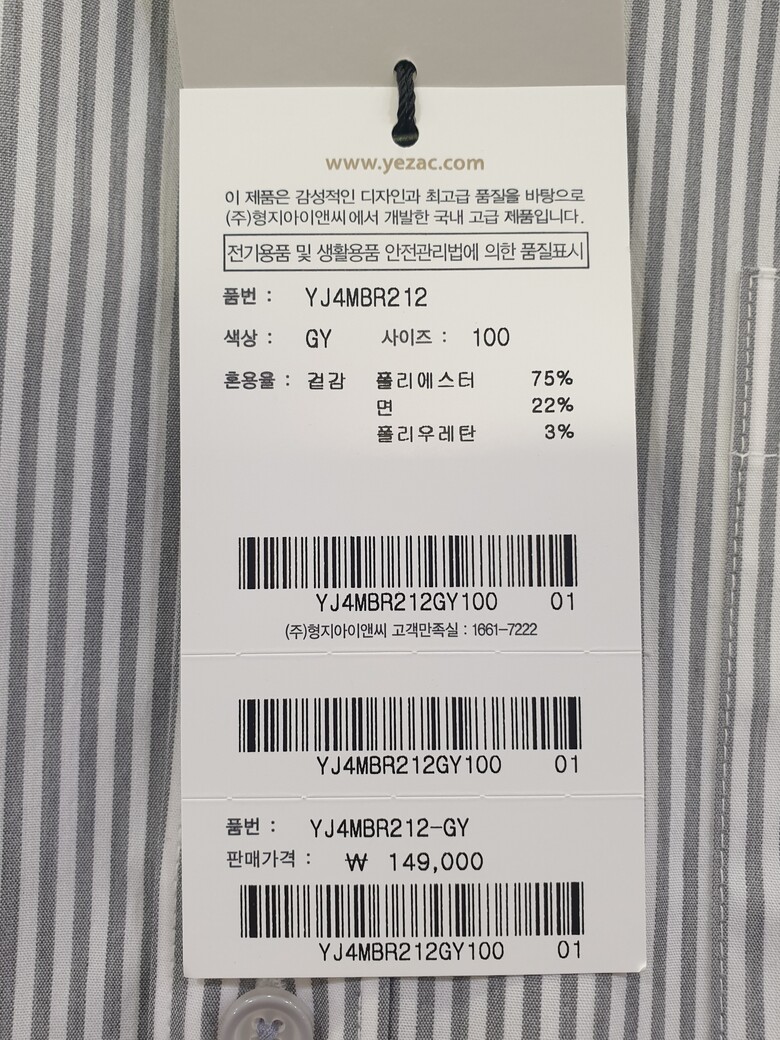 www.yezac.com
이 제품은 감성적인 디자인과 최고급 품질을 바탕으로
(주)형지아이앤씨에서 개발한 국내 고급 제품입니다.
전기용품 및 생활용품 안전관리법에 의한 품질표시
품번 : YJ4MBR212
색상 : GY 사이즈 : 100
혼용율 : 겉감 폴리에스터 75%
면 22%
폴리우레탄 3%
YJ4MBR212GY100 01
(주)형지아이앤씨 고객만족실 : 1661-7222
YJ4MBR212GY100 01
품번 : YJ4MBR212-GY
판매가격 : ₩ 149,000
YJ4MBR212GY100 01